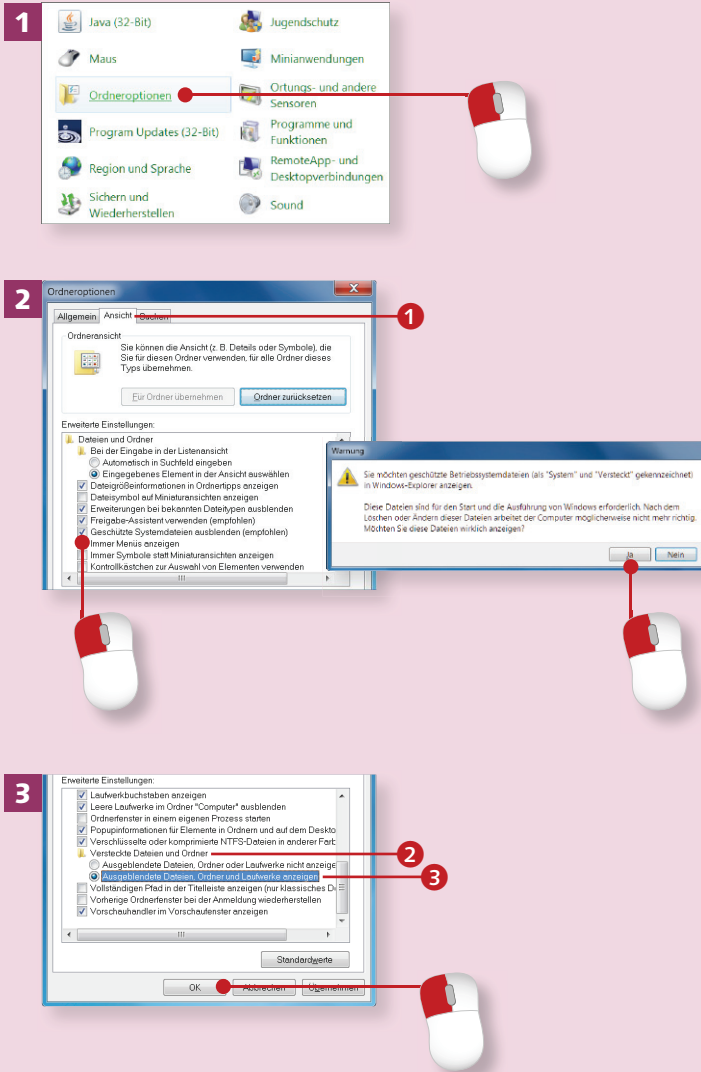 1
Java (32-Bit)
Jugendschutz
Maus
Minianwendungen
Ordneroptionen
Ortungs- und andere
Sensoren
Program Updates (32-Bit)
Programme und
Funktionen
Region und Sprache
RemoteApp- und
Desktopverbindungen
Sichern und
Wiederherstellen
Sound
2
Ordneroptionen
Allgemein Ansicht Suchen
1
Ordneransicht
Sie können die Ansicht (z. B. Details oder Symbole), die
Sie für diesen Ordner verwenden, für alle Ordner dieses
Typs übernehmen.
Für Ordner übernehmen Ordner zurücksetzen
Erweiterte Einstellungen:
Dateien und Ordner
Bei der Eingabe in der Listenansicht
Automatisch in Suchfeld eingeben
Eingegebenes Element in der Ansicht auswählen
Dateigrößeinformationen in Ordnertipps anzeigen
Dateisymbol auf Miniaturansichten anzeigen
Erweiterungen bei bekannten Dateitypen ausblenden
Freigabe-Assistent verwenden (empfohlen)
Geschützte Systemdateien ausblenden (empfohlen)
Immer Menüs anzeigen
Immer Symbole statt Miniaturansichten anzeigen
Kontrollkästchen zur Auswahl von Elementen verwenden
Warnung
Sie möchten geschützte Betriebssystemdateien (als "System" und "Versteckt" gekennzeichnet)
in Windows-Explorer anzeigen.
Diese Dateien sind für den Start und die Ausführung von Windows erforderlich. Nach dem
Löschen oder Ändern dieser Dateien arbeitet der Computer möglicherweise nicht mehr richtig.
Möchten Sie diese Dateien wirklich anzeigen?
Ja Nein
3
Erweiterte Einstellungen:
Laufwerkbuchstaben anzeigen
Leere Laufwerke im Ordner "Computer" ausblenden
Ordnerfenster in einem eigenen Prozess starten
Popupinformationen für Elemente in Ordnern und auf dem Deskto
Verschlüsselte oder komprimierte NTFS-Dateien in anderer Farb
Versteckte Dateien und Ordner
2
Ausgeblendete Dateien, Ordner oder Laufwerke nicht anzeige
Ausgeblendete Dateien, Ordner und Laufwerke anzeigen
3
Vollständigen Pfad in der Titelleiste anzeigen (nur klassisches De
Vorherige Ordnerfenster bei der Anmeldung wiederherstellen
Vorschauhandler im Vorschaufenster anzeigen
Standardwerte
OK Abbrechen Übernehmen